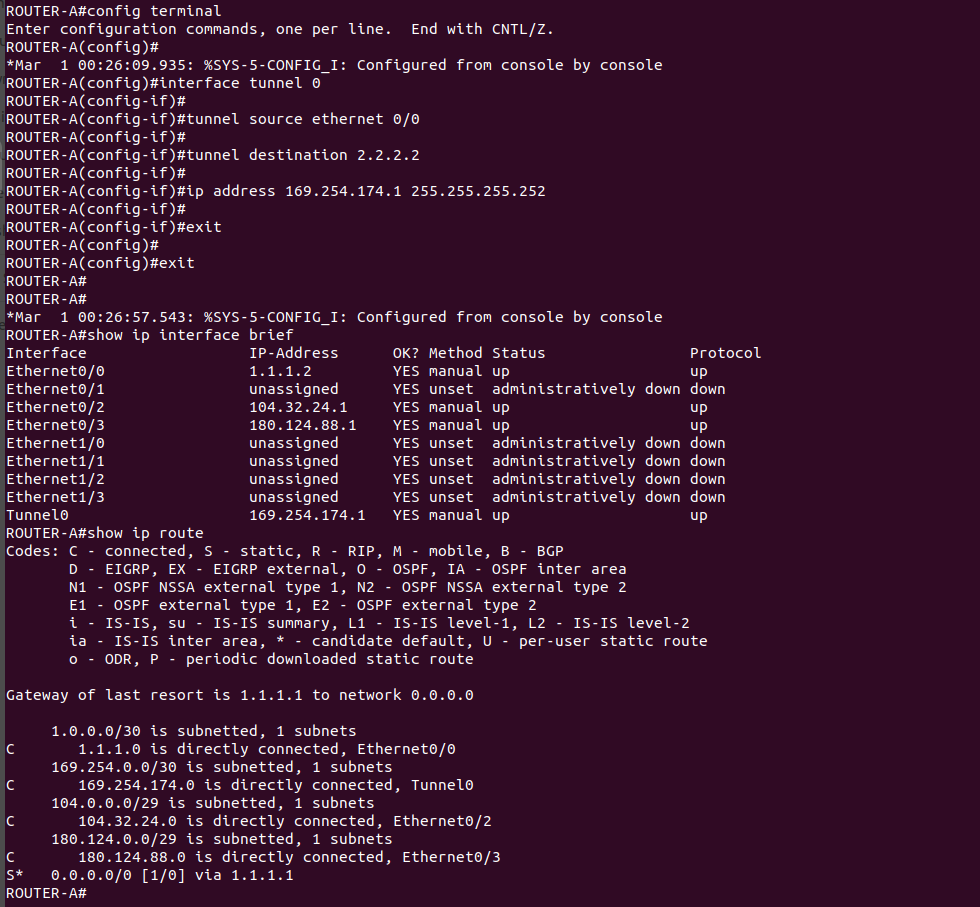 ROUTER-A#config terminal
Enter configuration commands, one per line.  End with CNTL/Z.
ROUTER-A(config)#
*Mar  1 00:26:09.935: %SYS-5-CONFIG_I: Configured from console by console
ROUTER-A(config)#interface tunnel 0
ROUTER-A(config-if)#
ROUTER-A(config-if)#tunnel source ethernet 0/0
ROUTER-A(config-if)#
ROUTER-A(config-if)#tunnel destination 2.2.2.2
ROUTER-A(config-if)#
ROUTER-A(config-if)#ip address 169.254.174.1 255.255.255.252
ROUTER-A(config-if)#
ROUTER-A(config-if)#exit
ROUTER-A(config)#
ROUTER-A(config)#exit
ROUTER-A#
ROUTER-A#
*Mar  1 00:26:57.543: %SYS-5-CONFIG_I: Configured from console by console
ROUTER-A#show ip interface brief
Interface                  IP-Address      OK? Method Status                Protocol
Ethernet0/0                1.1.1.2         YES manual up                    up
Ethernet0/1                unassigned      YES unset  administratively down down
Ethernet0/2                104.32.24.1     YES manual up                    up
Ethernet0/3                180.124.88.1    YES manual up                    up
Ethernet1/0                unassigned      YES unset  administratively down down
Ethernet1/1                unassigned      YES unset  administratively down down
Ethernet1/2                unassigned      YES unset  administratively down down
Ethernet1/3                unassigned      YES unset  administratively down down
Tunnel0                    169.254.174.1   YES manual up                    up
ROUTER-A#show ip route
Codes: C - connected, S - static, R - RIP, M - mobile, B - BGP
       D - EIGRP, EX - EIGRP external, O - OSPF, IA - OSPF inter area
       N1 - OSPF NSSA external type 1, N2 - OSPF NSSA external type 2
       E1 - OSPF external type 1, E2 - OSPF external type 2
       i - IS-IS, su - IS-IS summary, L1 - IS-IS level-1, L2 - IS-IS level-2
       ia - IS-IS inter area, * - candidate default, U - per-user static route
       o - ODR, P - periodic downloaded static route

Gateway of last resort is 1.1.1.1 to network 0.0.0.0

     1.0.0.0/30 is subnetted, 1 subnets
C       1.1.1.0 is directly connected, Ethernet0/0
     169.254.0.0/30 is subnetted, 1 subnets
C       169.254.174.0 is directly connected, Tunnel0
     104.0.0.0/29 is subnetted, 1 subnets
C       104.32.24.0 is directly connected, Ethernet0/2
     180.124.0.0/29 is subnetted, 1 subnets
C       180.124.88.0 is directly connected, Ethernet0/3
S*   0.0.0.0/0 [1/0] via 1.1.1.1
ROUTER-A#